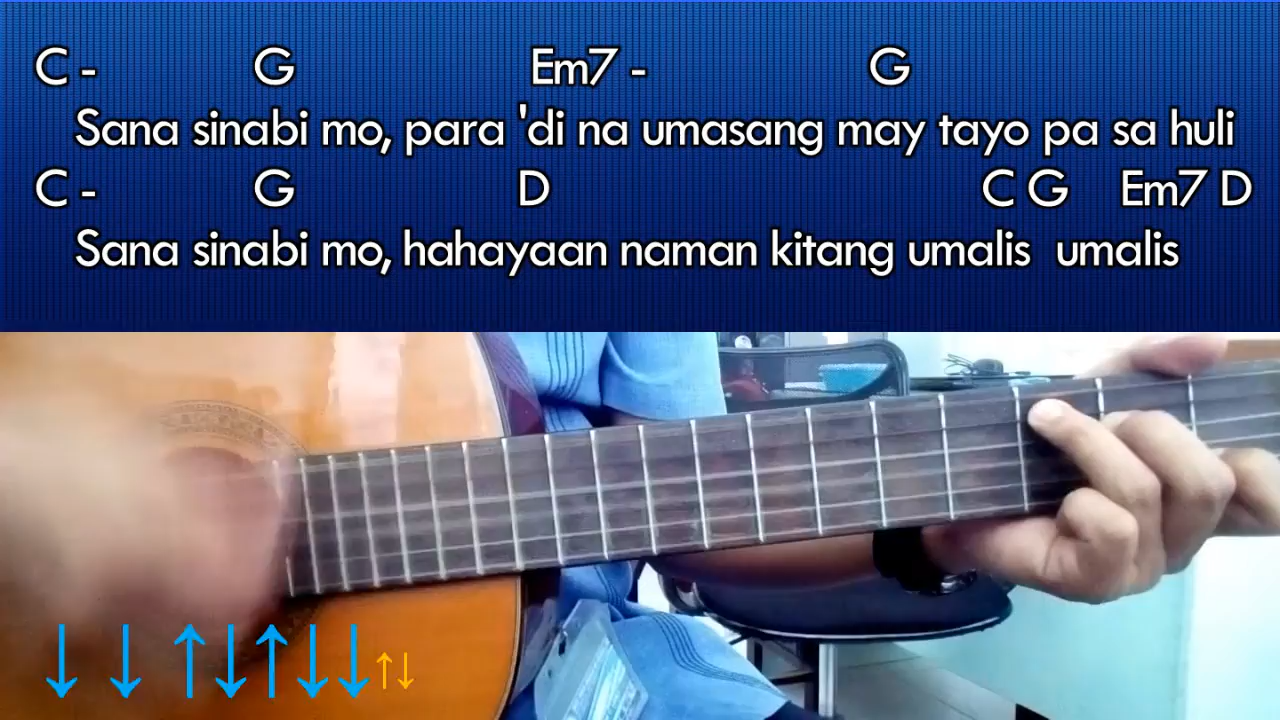 C - G Em7 - G
Sana sinabi mo, para 'di na umasang may tayo pa sa huli
C - G D C G Em7 D
Sana sinabi mo, hahayaan naman kitang umalis umalis
↓ ↓ ↑↓↑↓↓↑↓